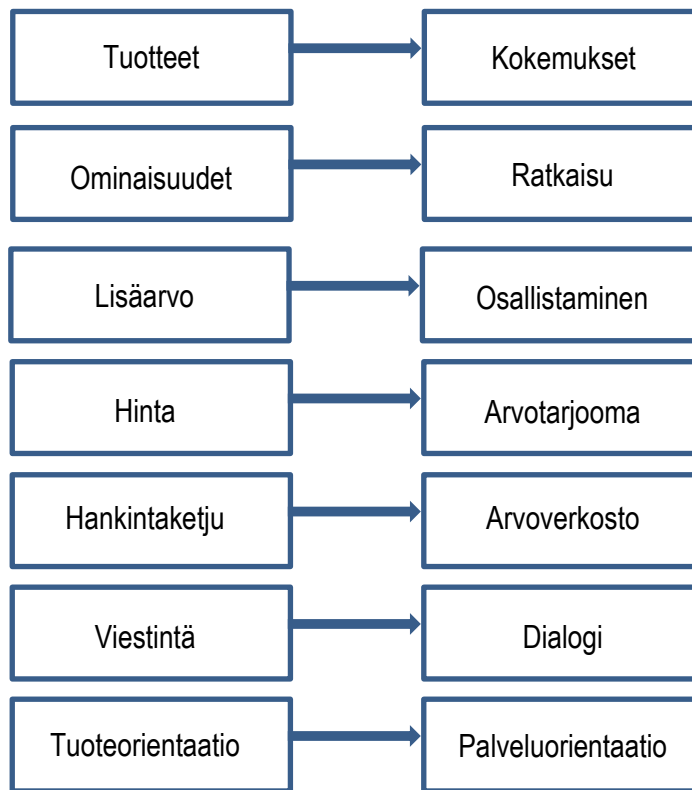 Tuotteet
Kokemukset
Ominaisuudet
Ratkaisu
Lisäarvo
Osallistaminen
Hinta
Arvotarjooma
Hankintaketju
Arvoverkosto
Viestintä
Dialogi
Tuoteorientaatio
Palveluorientaatio